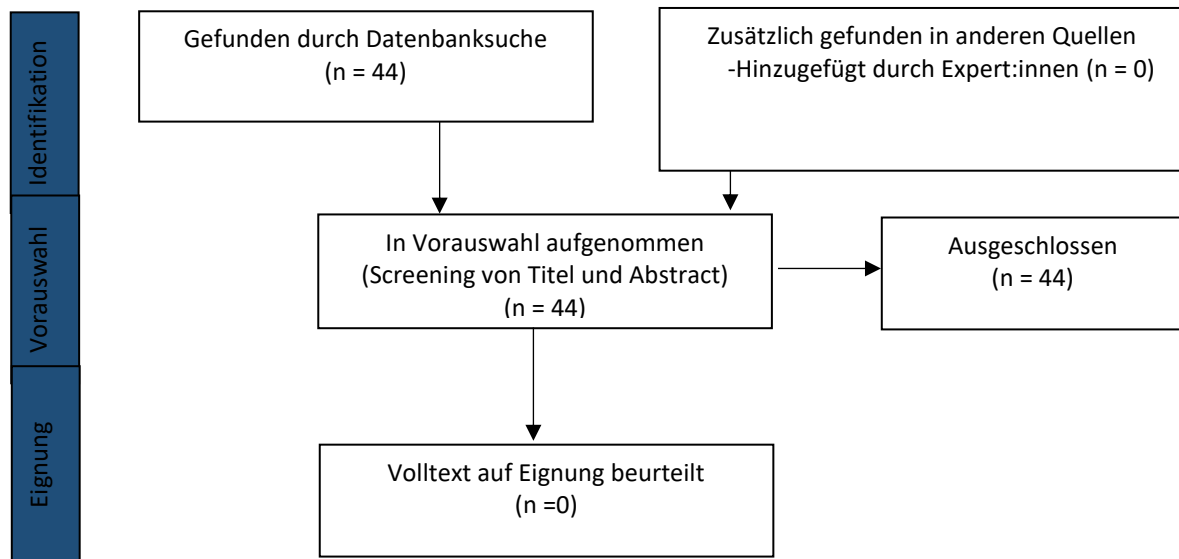 Identifikation
Gefunden durch Datenbanksuche
(n = 44)
Zusätzlich gefunden in anderen Quellen
-Hinzugefügt durch Expert:innen (n = 0)
Vorauswahl
In Vorauswahl aufgenommen
(Screening von Titel und Abstract)
(n = 44)
Ausgeschlossen
(n = 44)
Eignung
Volltext auf Eignung beurteilt
(n =0)